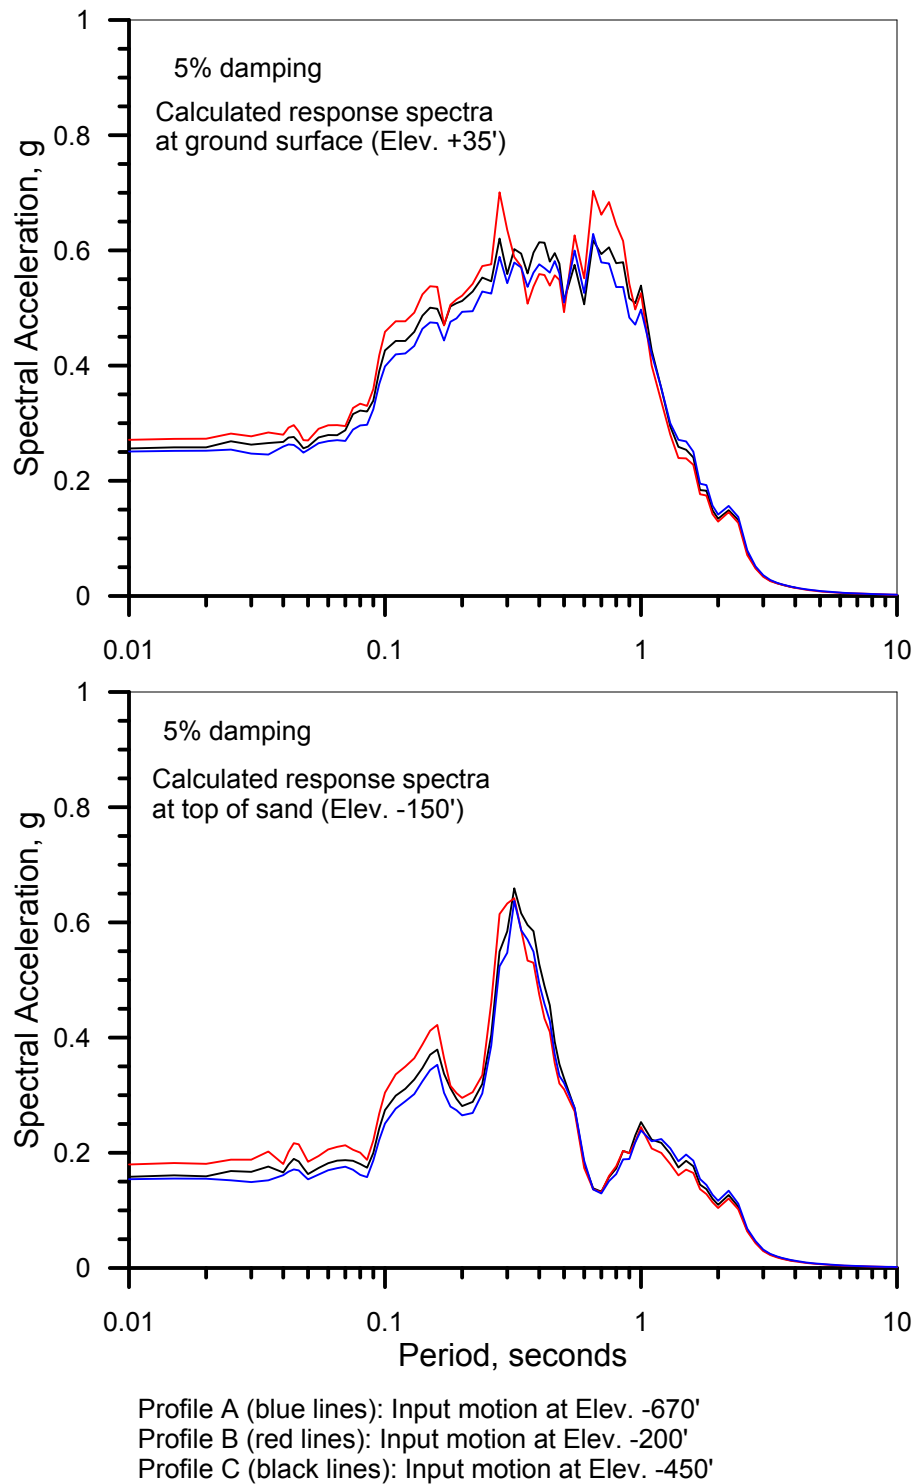 1
5% damping
Calculated response spectra
at ground surface (Elev. +35')
0.8
0.6
0.4
0.2
0
Spectral Acceleration, g
0.01 0.1 1 10
1
5% damping
Calculated response spectra
at top of sand (Elev. -150')
0.8
0.6
0.4
0.2
0
Spectral Acceleration, g
0.01 0.1 1 10
Period, seconds
Profile A (blue lines): Input motion at Elev. -670'
Profile B (red lines): Input motion at Elev. -200'
Profile C (black lines): Input motion at Elev. -450'